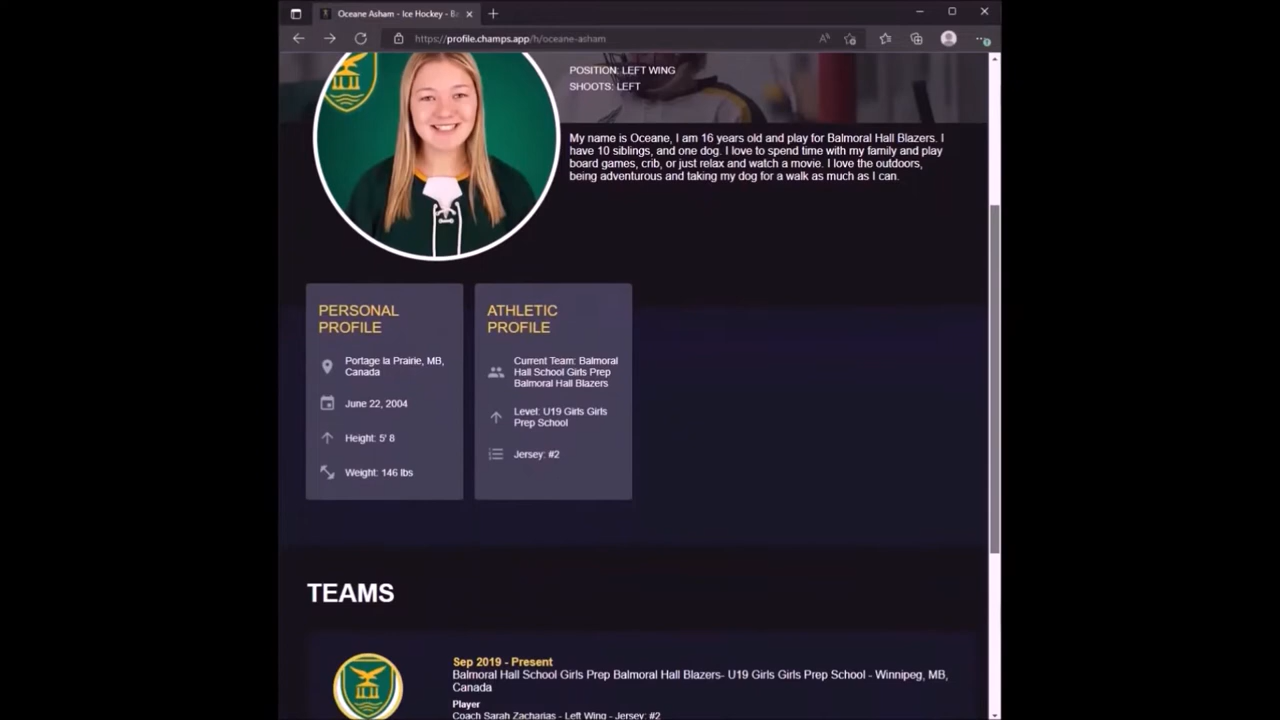 Oceane Asham - Ice Hockey - Ba
https://profile.champs.app/h/oceane-asham
POSITION: LEFT WING
SHOOTS: LEFT
My name is Oceane, I am 16 years old and play for Balmoral Hall Blazers. I
have 10 siblings, and one dog. I love to spend time with my family and play
board games, crib, or just relax and watch a movie. I love the outdoors,
being adventurous and taking my dog for a walk as much as I can.
PERSONAL
PROFILE
Portage la Prairie, MB,
Canada
June 22, 2004
Height: 5' 8
Weight: 146 lbs
ATHLETIC
PROFILE
Current Team: Balmoral
Hall School Girls Prep
Balmoral Hall Blazers
Level: U19 Girls Girls
Prep School
Jersey: #2
TEAMS
Sep 2019 - Present
Balmoral Hall School Girls Prep Balmoral Hall Blazers- U19 Girls Girls Prep School - Winnipeg, MB,
Canada
Player
Coach Sarah Zacharias - Left Wing - Jersey: #2